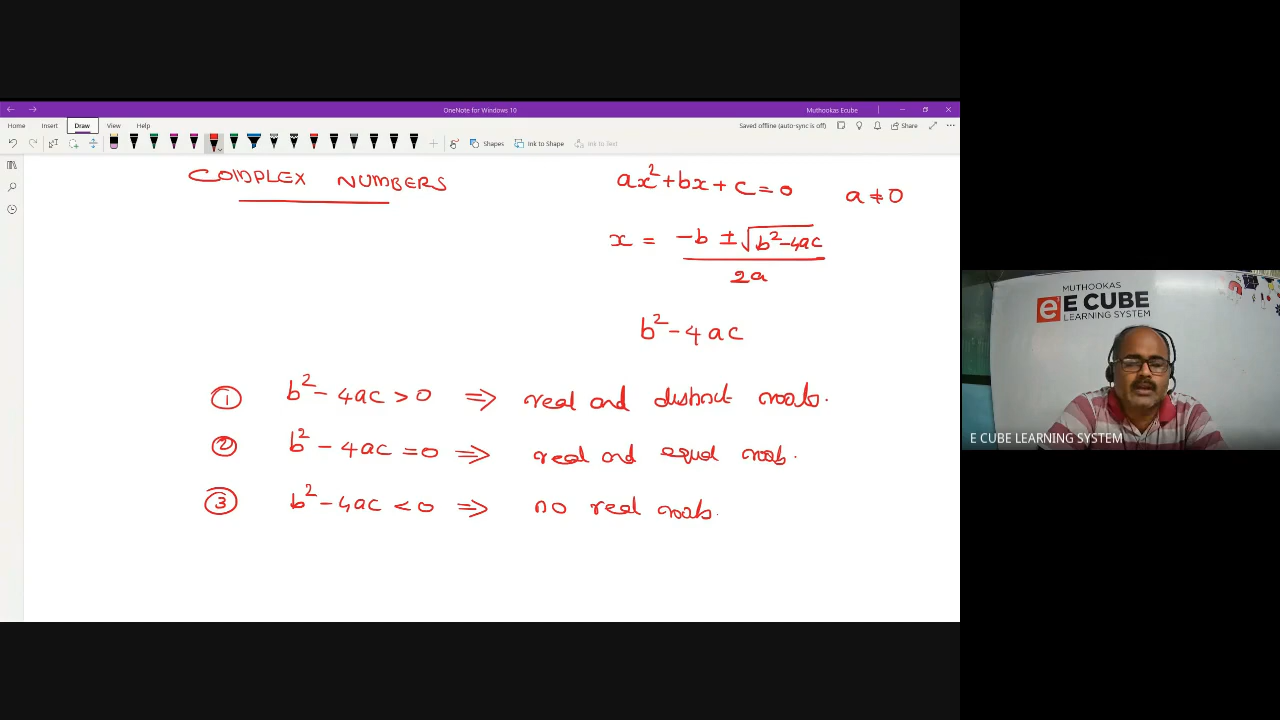 OneNote for Windows 10
Muthookas Ecube
Home Insert Draw View Help
Saved offline (auto-sync is off)
Share
Shapes
Ink to Shape
Ink to Text
COMPLEX NUMBERS
ax²+bx+c=0 a≠0
x = -b ± √b²-4ac
2a
b²-4ac
① b²-4ac>0 ⇒ real and distinct roots.
② b²-4ac=0 ⇒ real and equal roots.
③ b²-4ac<0 ⇒ no real roots.
MUTHOOKAS
e E CUBE
LEARNING SYSTEM
E CUBE LEARNING SYSTEM